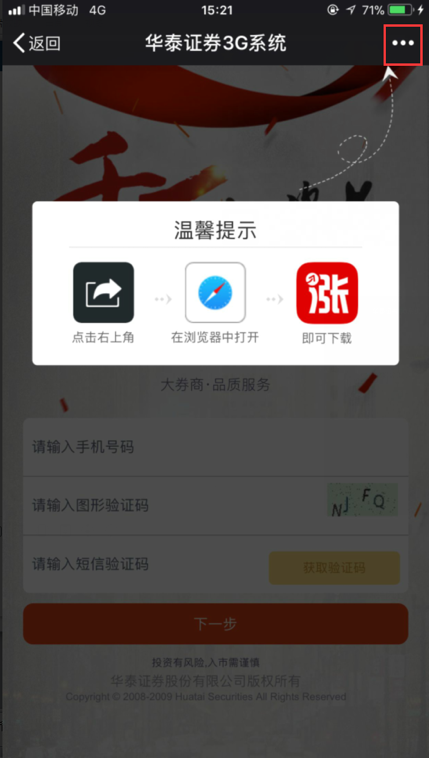 中国移动 4G 15:21 71%
返回 华泰证券3G系统
温馨提示
涨
点击右上角 在浏览器中打开 即可下载
大券商·品质服务
请输入手机号码
请输入图形验证码 NJFQ
请输入短信验证码 获取验证码
下一步
投资有风险,入市需谨慎
华泰证券股份有限公司版权所有
Copyright © 2008-2009 Huatai Securities All Rights Reserved.